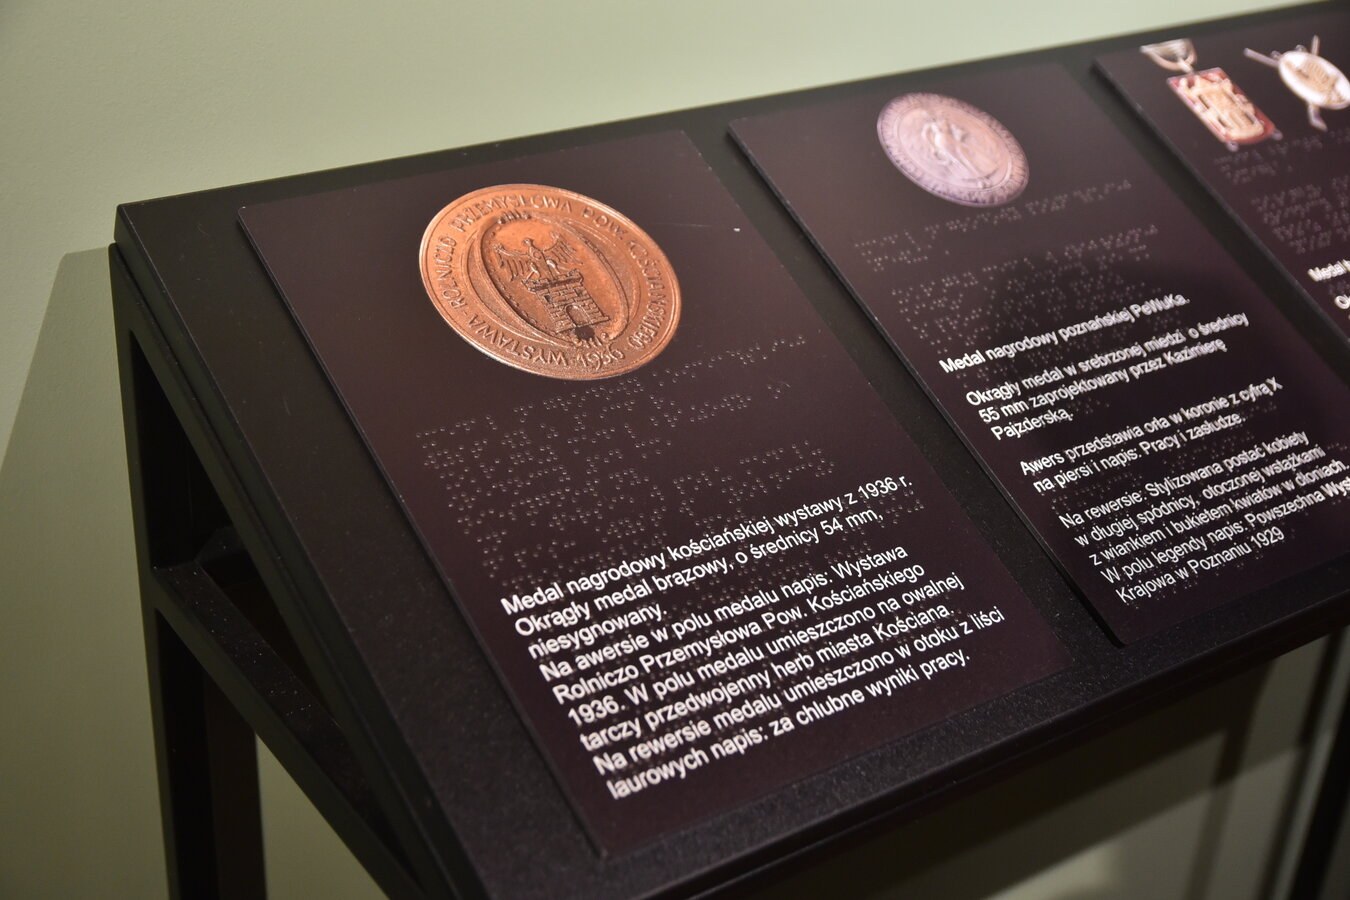 WYSTAWA ROLNICZO PRZEMYSŁOWA POW. KOŚCIAŃSKIEGO 1936
Medal nagrodowy kościańskiej wystawy z 1936 r.
Okrągły medal brązowy, o średnicy 54 mm,
niesygnowany.
Na awersie w polu medalu napis: Wystawa
Rolniczo Przemysłowa Pow. Kościańskiego
1936. W polu medalu umieszczono na owalnej
tarczy przedwojenny herb miasta Kościana.
Na rewersie medalu umieszczono w otoku z liści
laurowych napis: za chlubne wyniki pracy.
Medal nagrodowy poznańskiej PeWuKa.
Okrągły medal w srebrzonej miedzi o średnicy
55 mm zaprojektowany przez Kazimierę
Pajzderską.
Awers przedstawia orła w koronie z cyfrą X
na piersi i napis: Pracy i zasłudze.
Na rewersie: Stylizowana postać kobiety
w długiej spódnicy, otoczonej wstążkami
z wiankiem i bukietem kwiatów w dłoniach.
W polu legendy napis: Powszechna Wyst
Krajowa w Poznaniu 1929
Medal